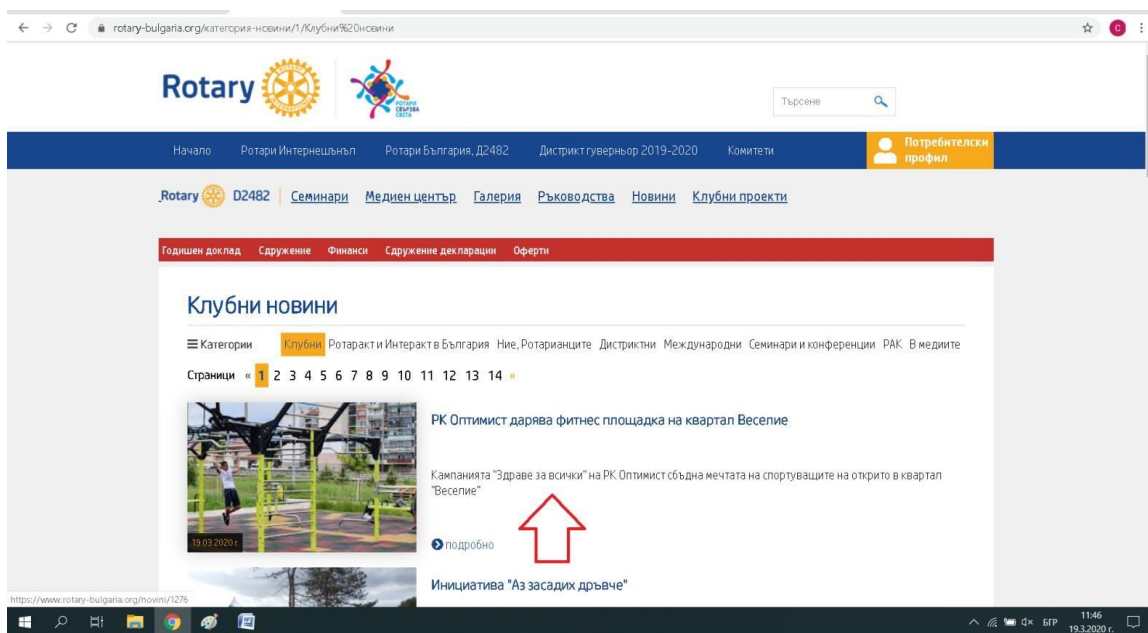 rotary-bulgaria.org/категория-новини/1/Клубни%20новини
Rotary
РОТАРИ
СВЪРЗВА
СВЕТА
Търсене
Начало Ротари Интернешънъл Ротари България, Д2482 Дистрикт гуверньор 2019-2020 Комитети
Потребителски
профил
Rotary D2482 Семинари Медиен център Галерия Ръководства Новини Клубни проекти
Годишен доклад Сдружение Финанси Сдружение декларации Оферти
Клубни новини
Категории Клубни Ротаракт и Интеракт в България Ние, Ротарианците Дистриктни Международни Семинари и конференции РАК В медиите
Страници « 1 2 3 4 5 6 7 8 9 10 11 12 13 14 »
РК Оптимист дарява фитнес площадка на квартал Веселие
Кампанията "Здраве за всички" на РК Оптимист сбъдна мечтата на спортуващите на открито в квартал
"Веселие"
19.03.2020 г.
подробно
Инициатива "Аз засадих дръвче"
https://www.rotary-bulgaria.org/novini/1276
C
БГР
11:46
19.3.2020 г.